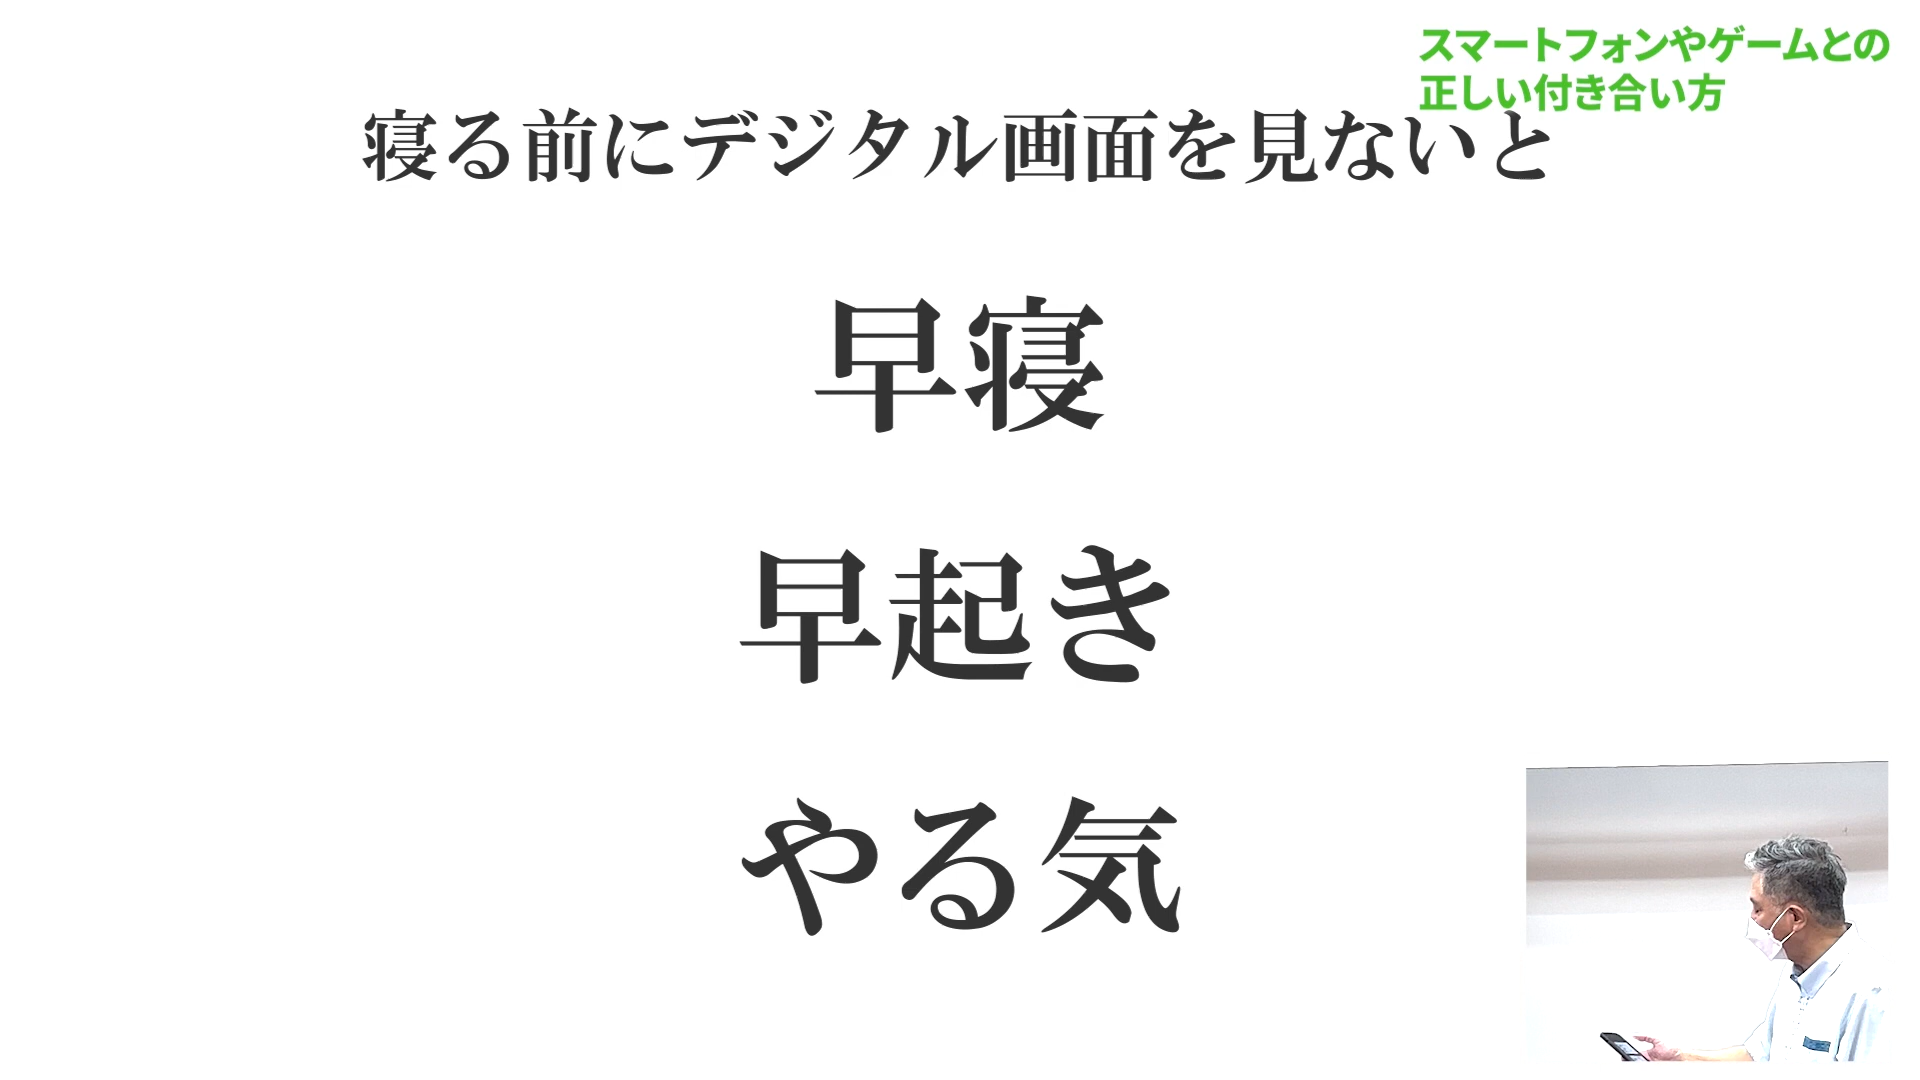 スマートフォンやゲームとの
正しい付き合い方
寝る前にデジタル画面を見ないと
早寝
早起き
やる気